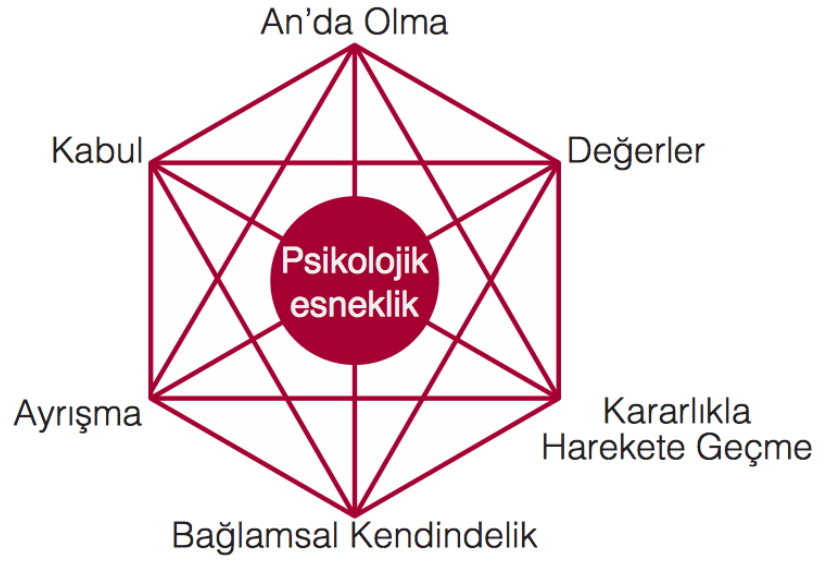 An'da Olma
Kabul
Değerler
Psikolojik
esneklik
Ayrışma
Kararlıkla
Harekete Geçme
Bağlamsal Kendindelik